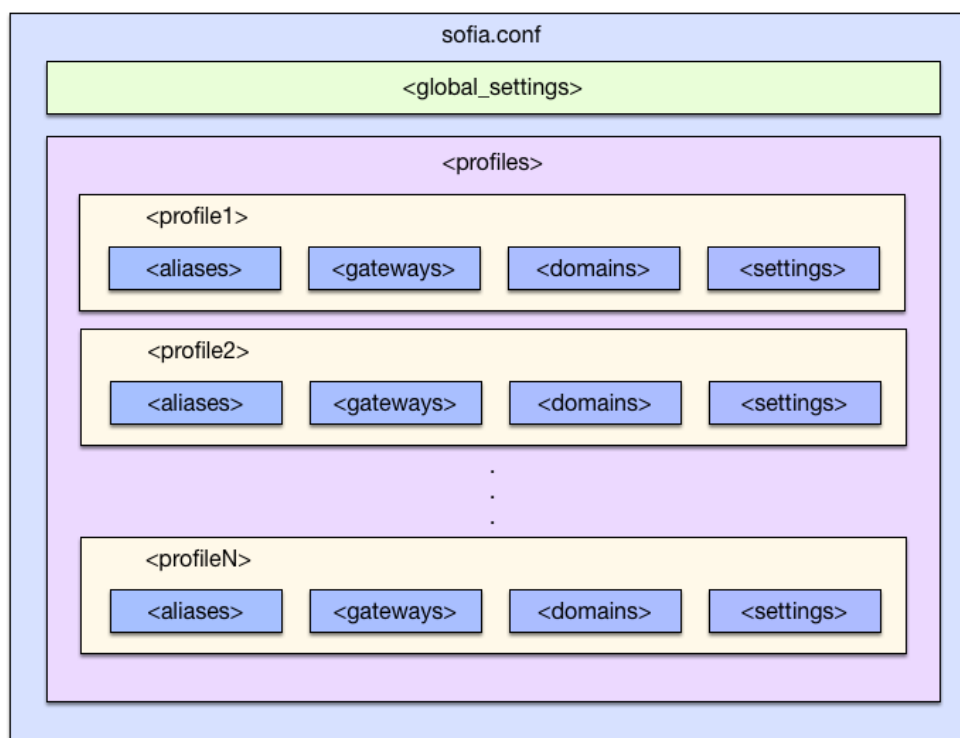 sofia.conf
<global_settings>
<profiles>
<profile1>
<aliases> <gateways> <domains> <settings>
<profile2>
<aliases> <gateways> <domains> <settings>
.
.
.
<profileN>
<aliases> <gateways> <domains> <settings>